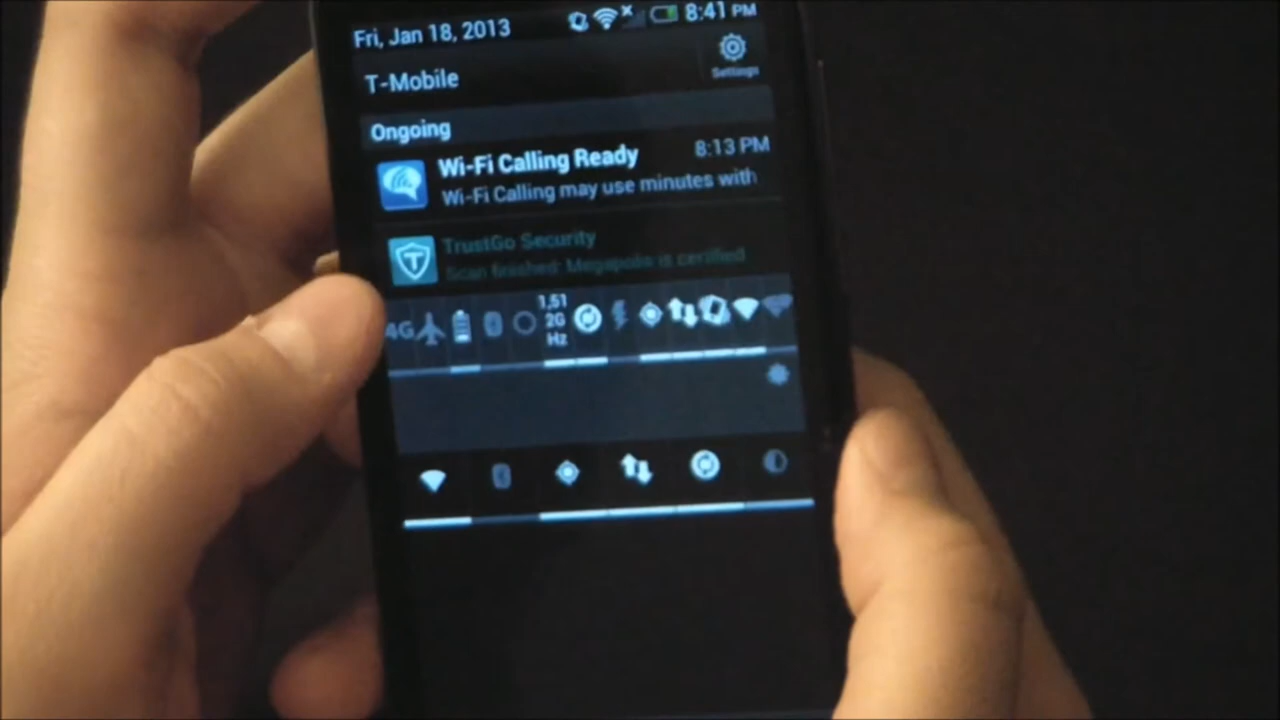 Fri, Jan 18, 2013
8:41 PM
T-Mobile
Settings
Ongoing
Wi-Fi Calling Ready
8:13 PM
Wi-Fi Calling may use minutes with
TrustGo Security
Scan finished: Megapolis is certified
4G
1,51
2G
Hz